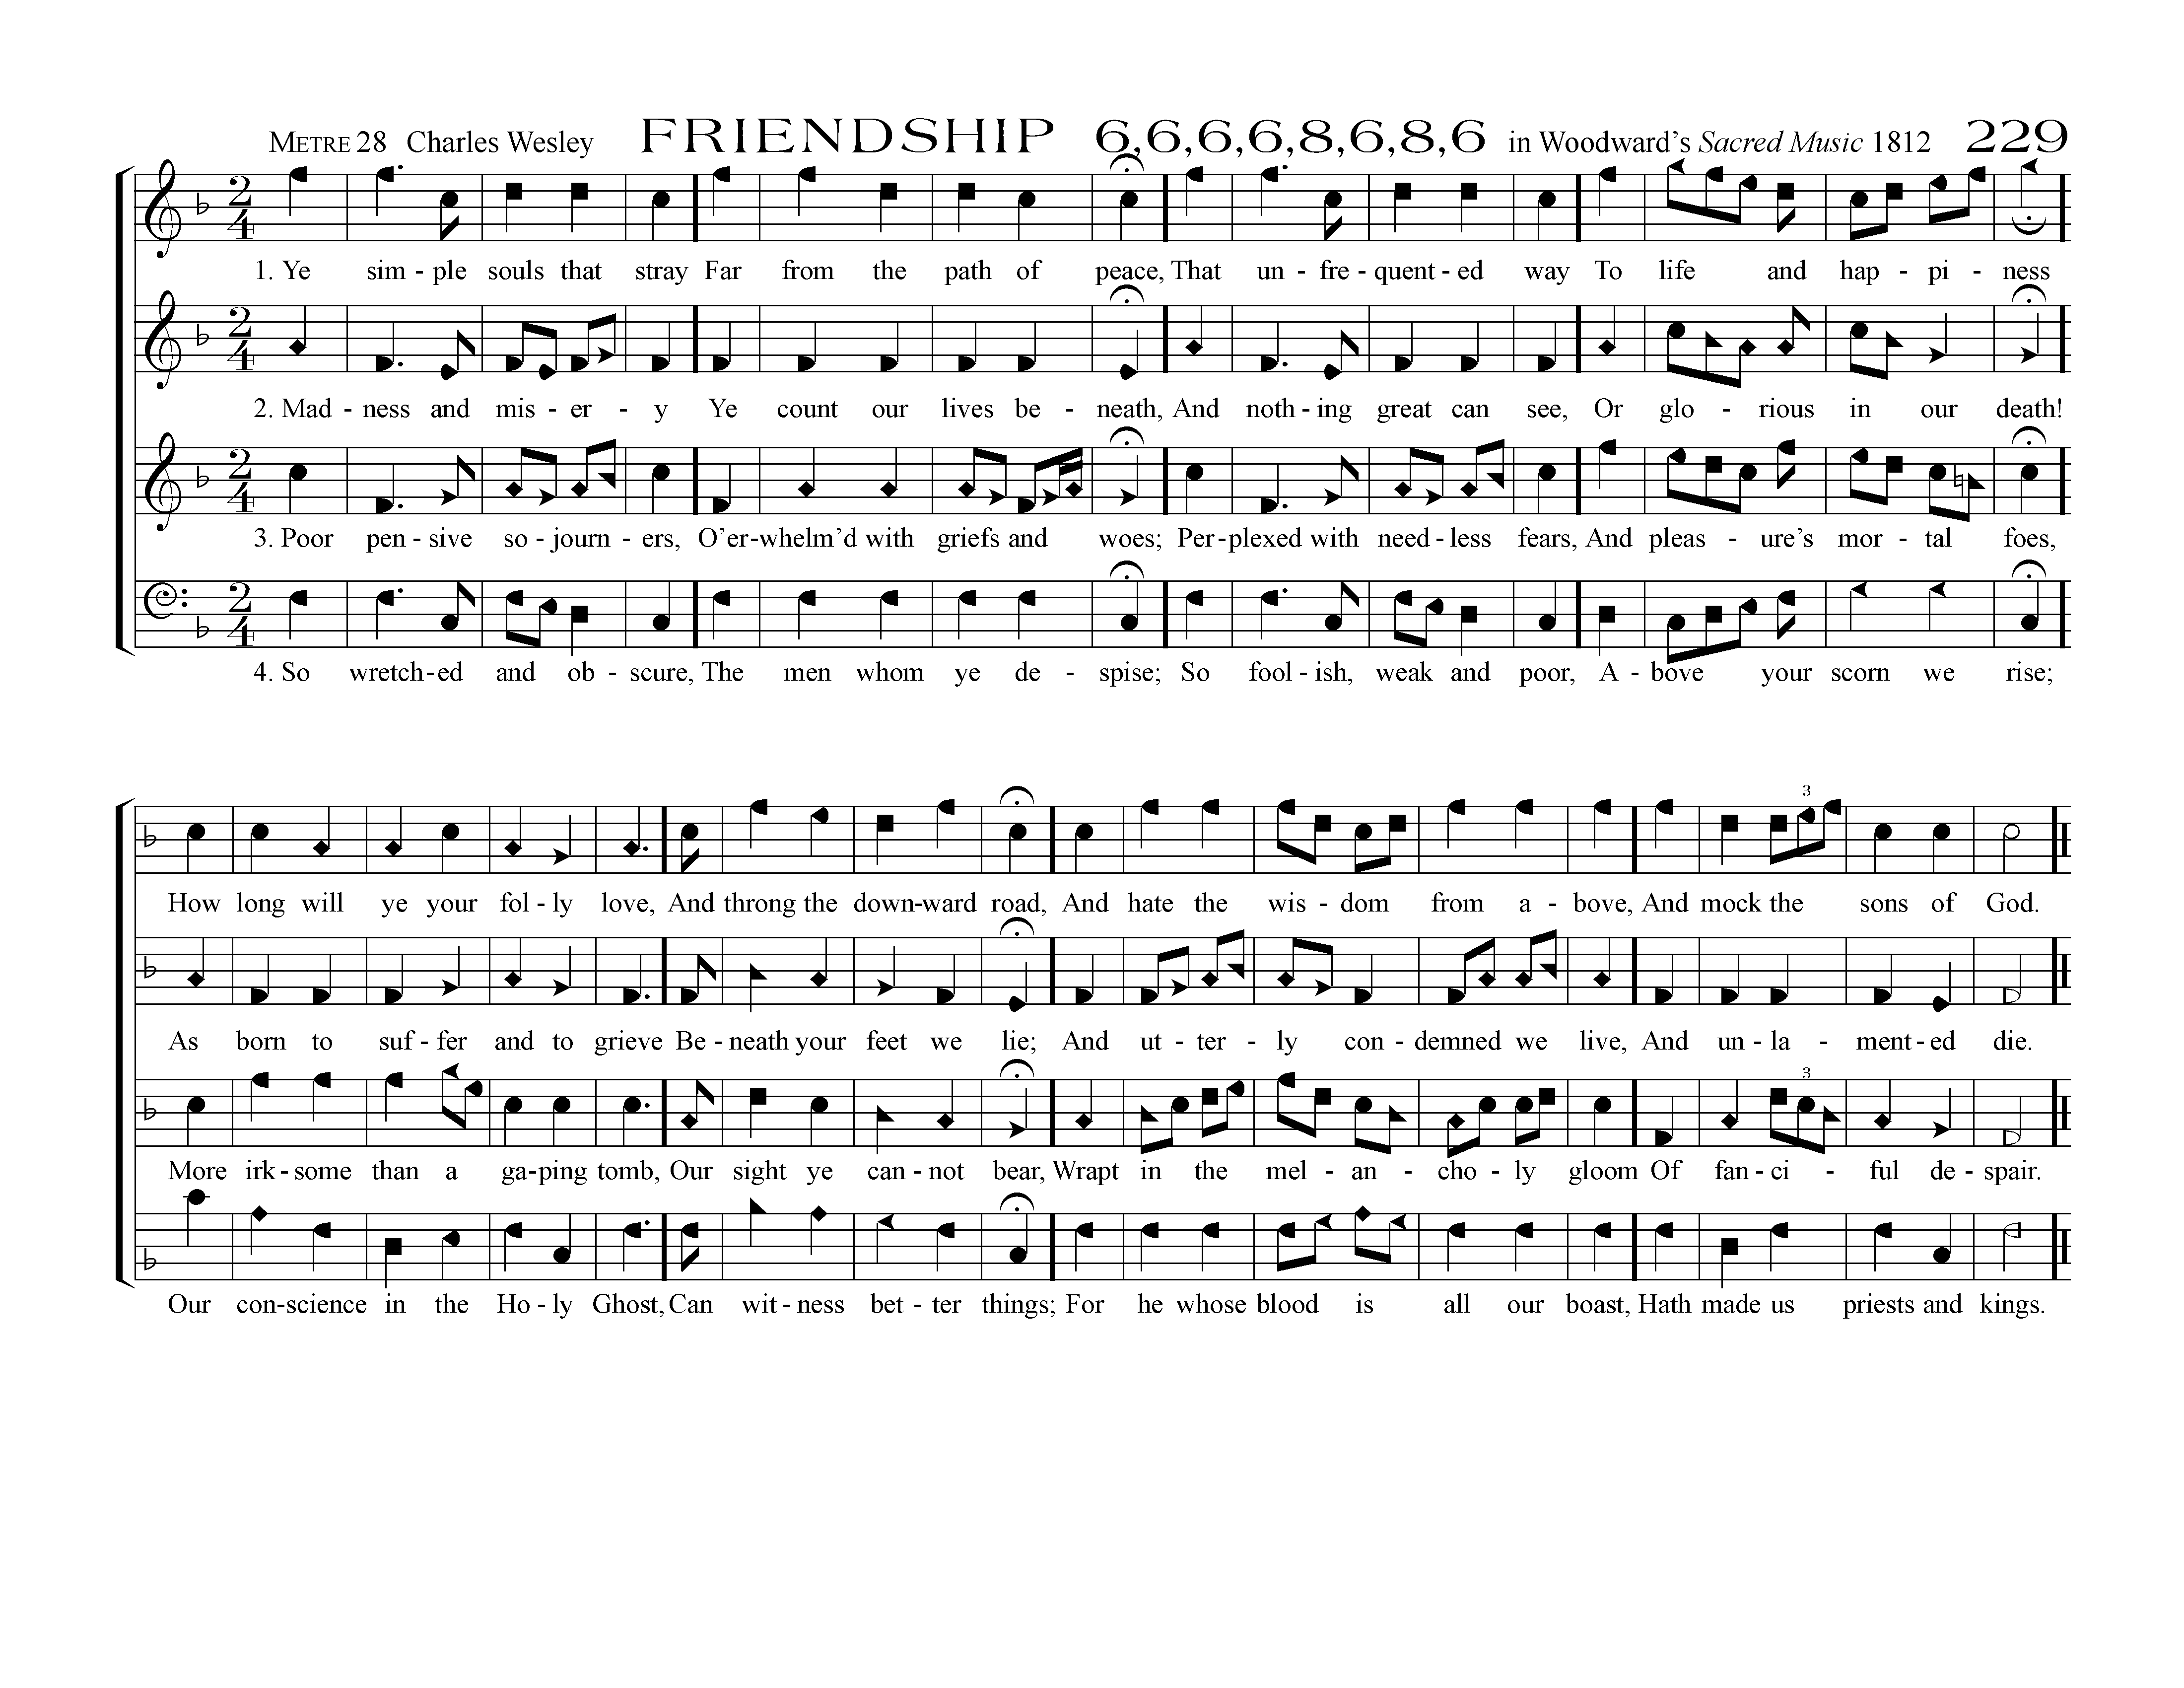 METRE 28 Charles Wesley FRIENDSHIP 6,6,6,6,8,6,8,6 in Woodward’s Sacred Music 1812 229
2 4
1. Ye sim - ple souls that stray Far from the path of peace, That un - fre - quent - ed way To life and hap - pi - ness
2 4
2. Mad - ness and mis - er - y Ye count our lives be - neath, And noth - ing great can see, Or glo - rious in our death!
2 4
3. Poor pen - sive so - journ - ers, O’er - whelm’d with griefs and woes; Per - plexed with need - less fears, And pleas - ure’s mor - tal foes,
2 4
4. So wretch - ed and ob - scure, The men whom ye de - spise; So fool - ish, weak and poor, A - bove your scorn we rise;
3
How long will ye your fol - ly love, And throng the down - ward road, And hate the wis - dom from a - bove, And mock the sons of God.
As born to suf - fer and to grieve Be - neath your feet we lie; And ut - ter - ly con - demned we live, And un - la - ment - ed die.
3
More irk - some than a ga - ping tomb, Our sight ye can - not bear, Wrapt in the mel - an - cho - ly gloom Of fan - ci - ful de - spair.
Our con - science in the Ho - ly Ghost, Can wit - ness bet - ter things; For he whose blood is all our boast, Hath made us priests and kings.